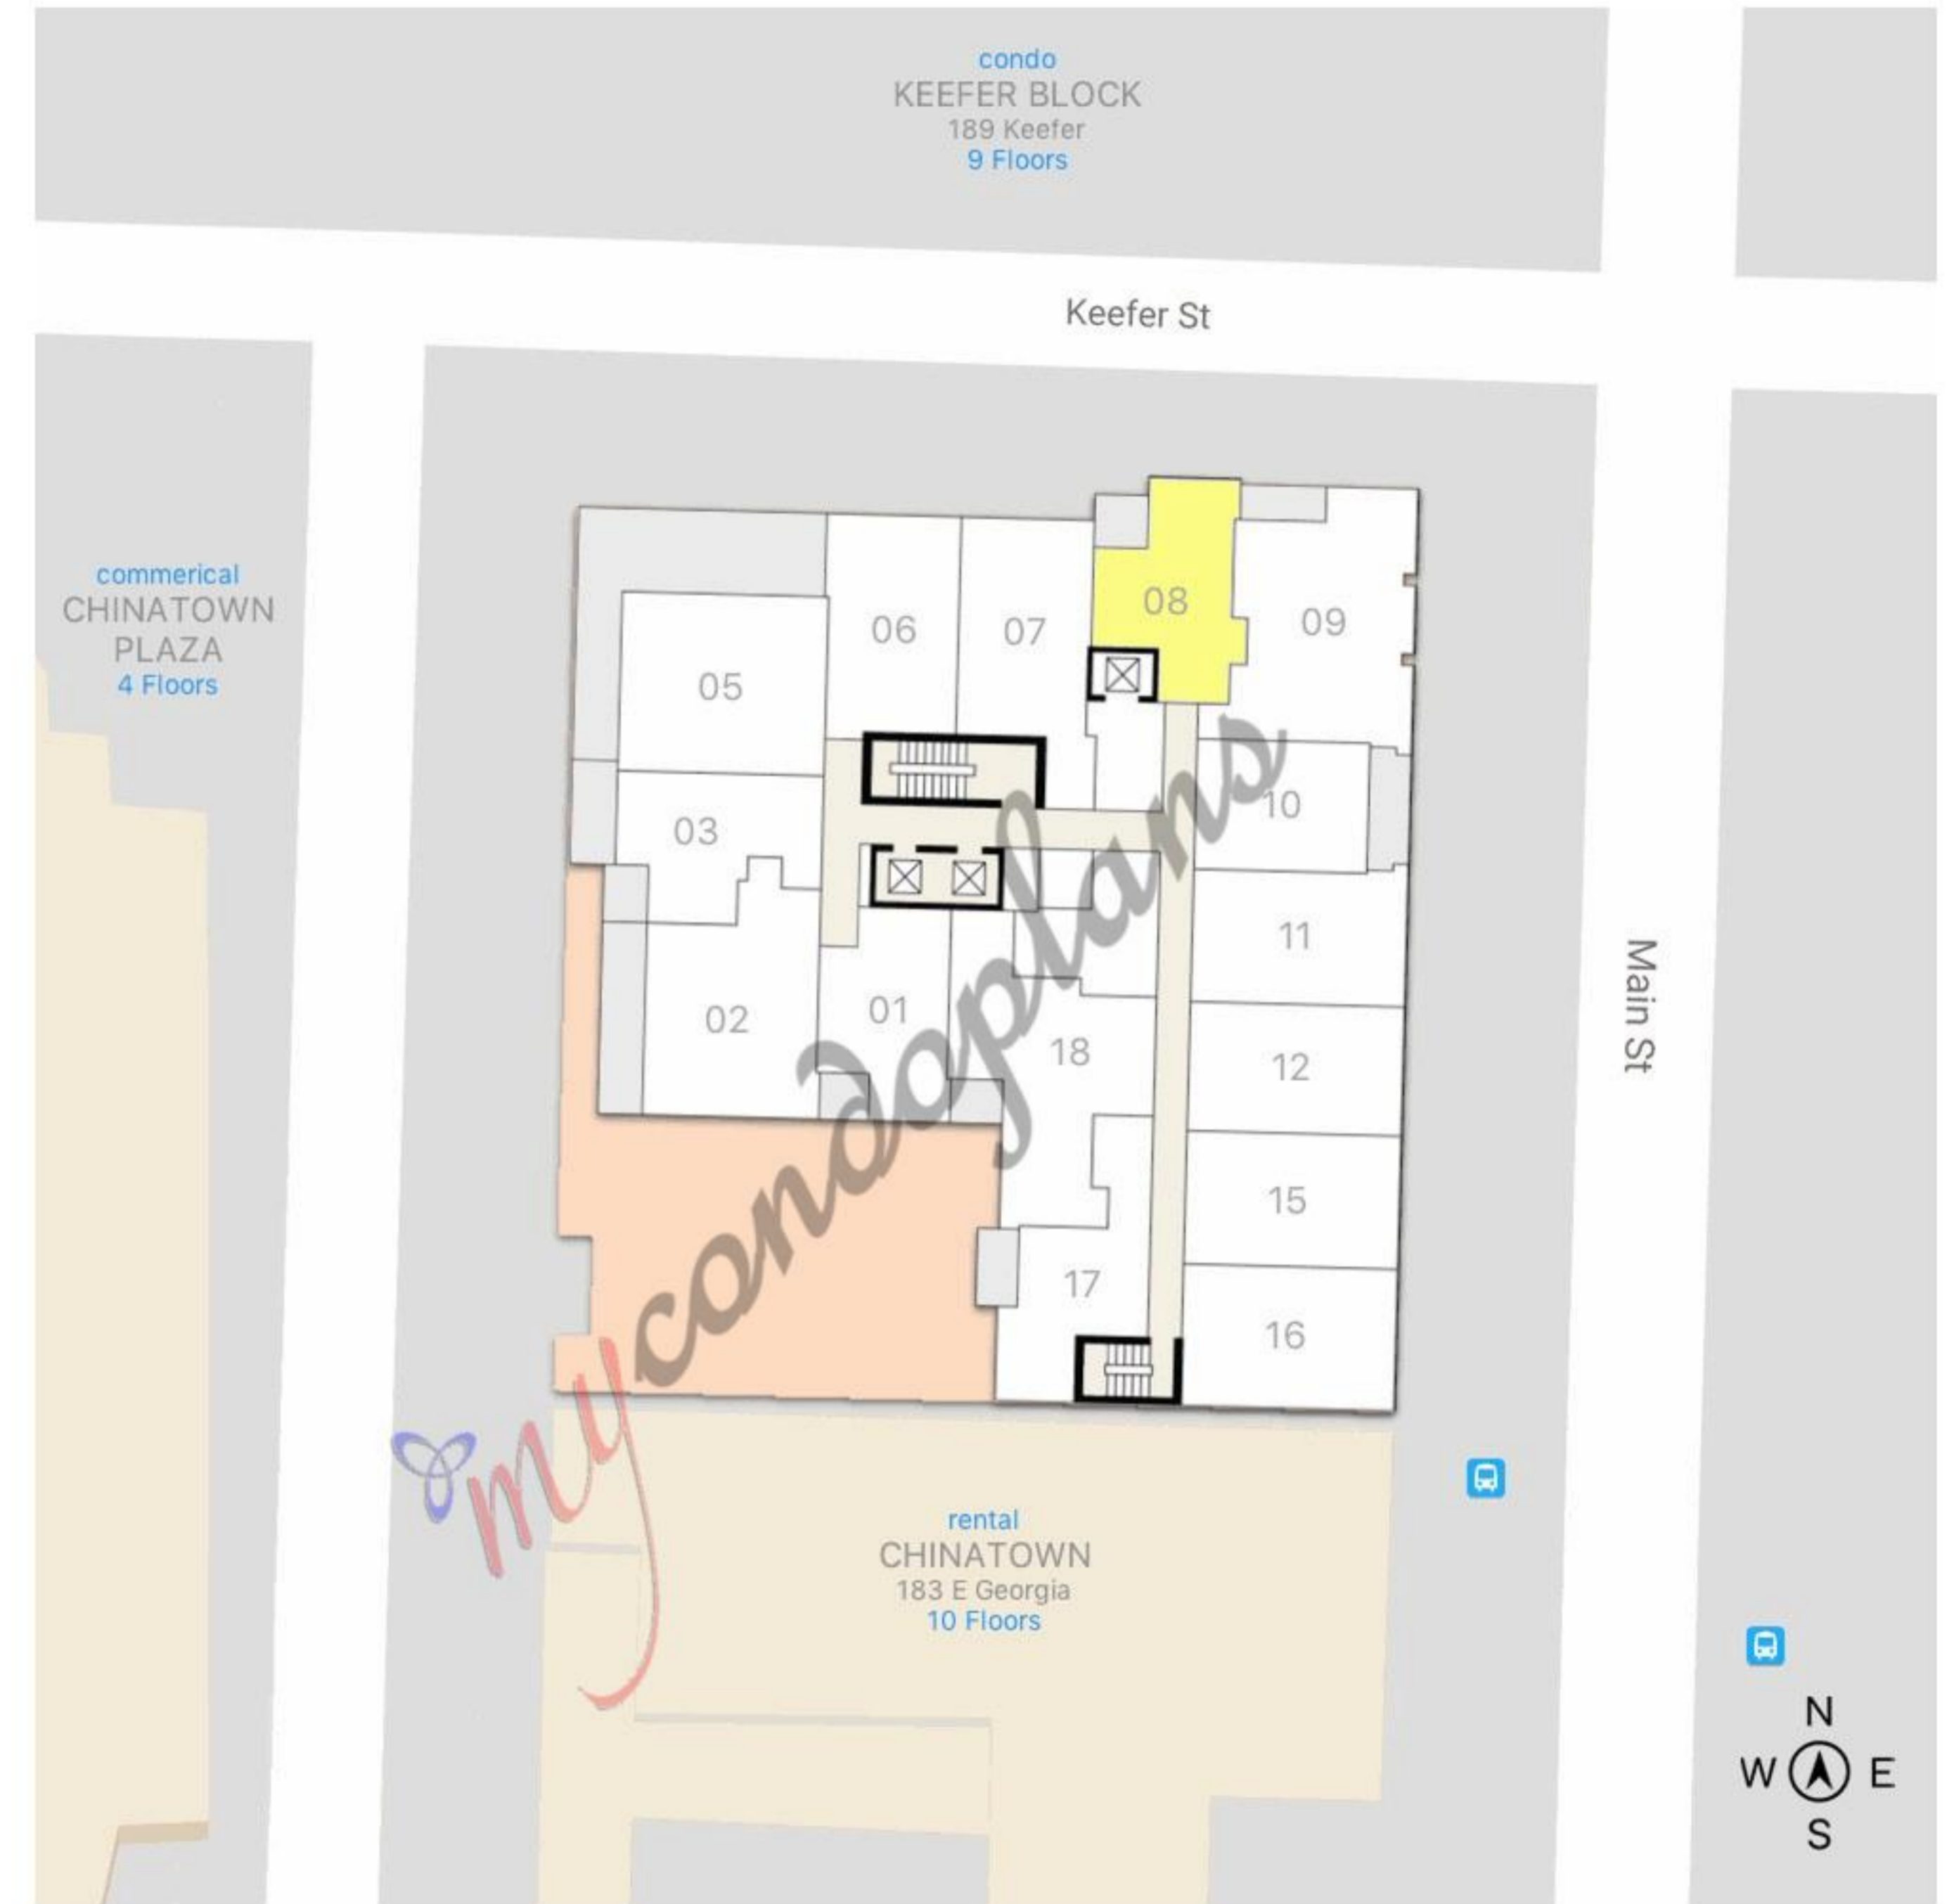 condo
KEEFER BLOCK
189 Keefer
9 Floors
Keefer St
commerical
CHINATOWN
PLAZA
4 Floors
08
09
06
07
05
10
03
11
01
02
18
12
Main St
15
17
16
mycondoplans
rental
CHINATOWN
183 E Georgia
10 Floors
N
W E
S